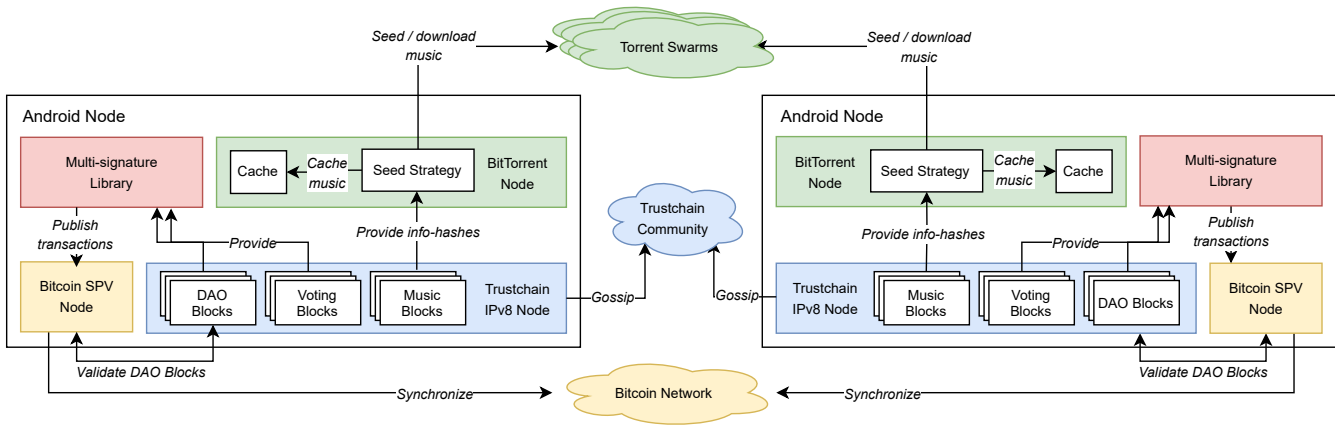 Seed / download
music
Torrent Swarms
Seed / download
music
Android Node
Multi-signature
Library
Cache
Cache
music
Seed Strategy
BitTorrent
Node
Publish
transactions
Provide
Provide info-hashes
Bitcoin SPV
Node
DAO
Blocks
Voting
Blocks
Music
Blocks
Trustchain
IPv8 Node
Gossip
Validate DAO Blocks
Synchronize
Trustchain
Community
Bitcoin Network
Android Node
BitTorrent
Node
Seed Strategy
Cache
music
Cache
Multi-signature
Library
Provide info-hashes
Provide
Publish
transactions
Gossip
Trustchain
IPv8 Node
Music
Blocks
Voting
Blocks
DAO Blocks
Bitcoin SPV
Node
Validate DAO Blocks
Synchronize